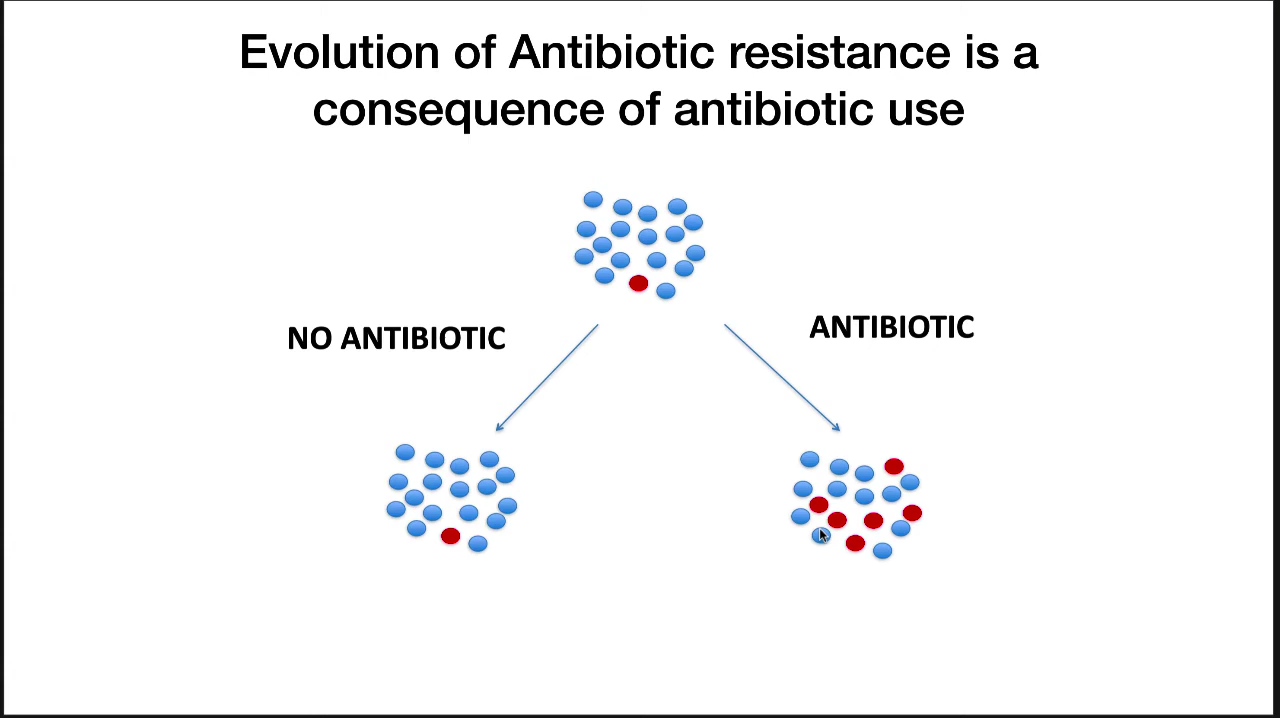 Evolution of Antibiotic resistance is a
consequence of antibiotic use
NO ANTIBIOTIC
ANTIBIOTIC